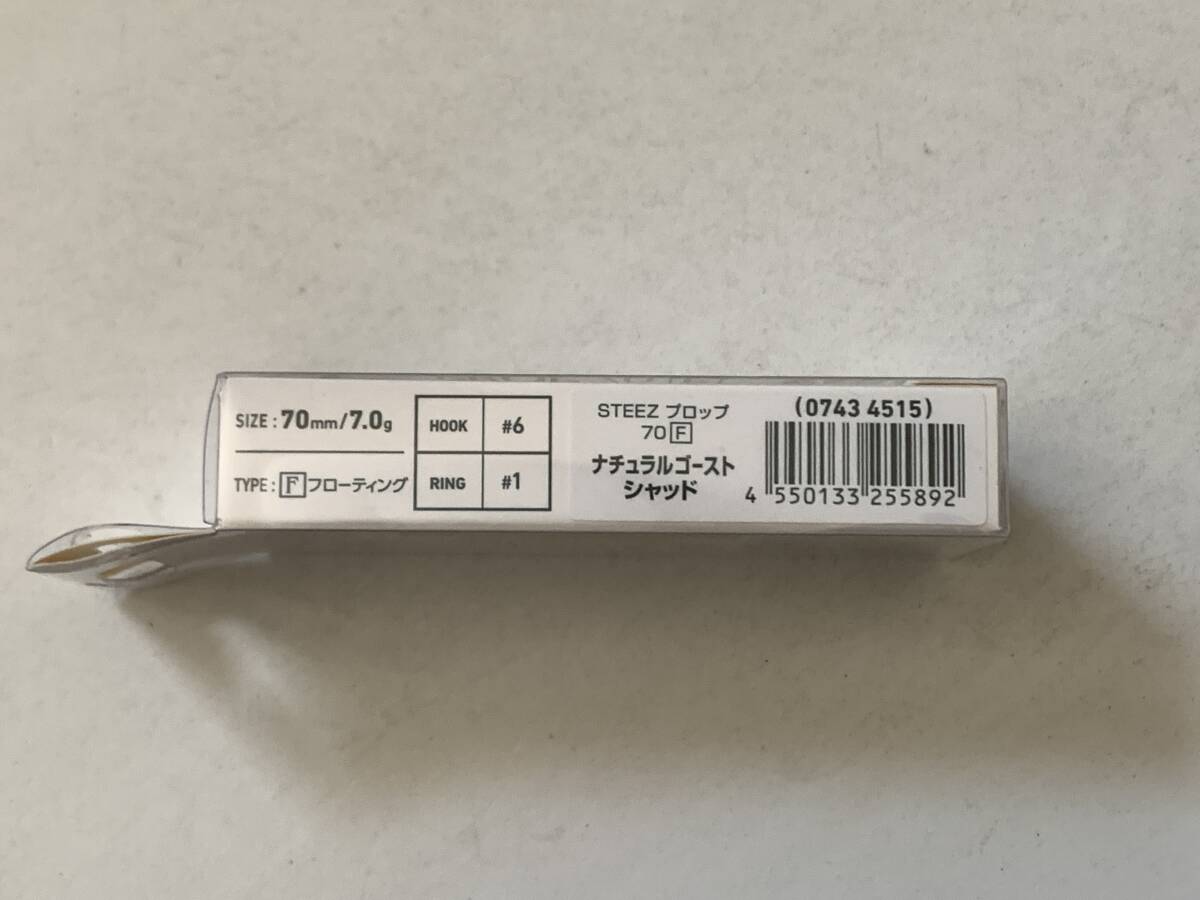 SIZE : 70mm/7.0g
TYPE : F フローティング
HOOK #6
RING #1
STEEZ プロップ
70 F
ナチュラルゴースト
シャッド
(0743 4515)
4 550133 255892